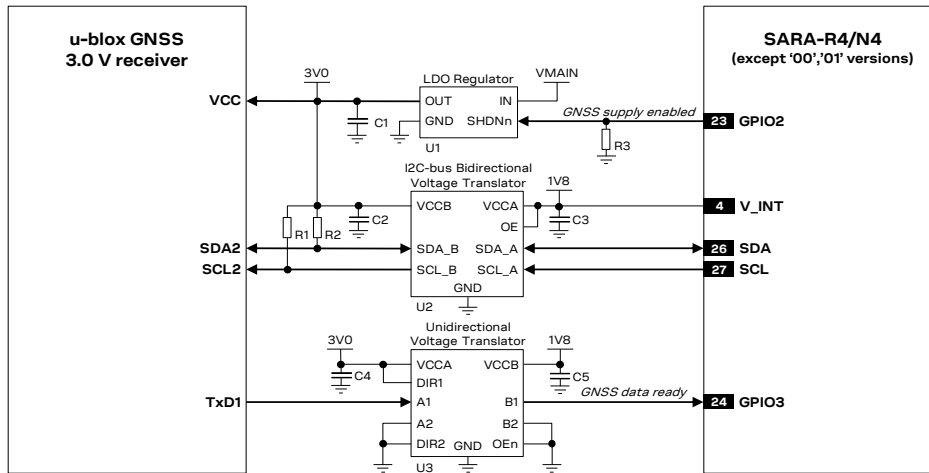 u-blox GNSS
3.0 V receiver
SARA-R4/N4
(except ‘00’,‘01’ versions)
3V0
LDO Regulator
VMAIN
VCC
OUT
IN
GNSS supply enabled
GND
SHDNn
23 GPIO2
C1
U1
R3
I2C-bus Bidirectional
Voltage Translator
1V8
VCCB
VCCA
4 V_INT
C2
OE
C3
R1
R2
SDA2
SDA_B
SDA_A
26 SDA
SCL2
SCL_B
SCL_A
27 SCL
GND
U2
Unidirectional
Voltage Translator
3V0
1V8
VCCA
VCCB
C4
DIR1
C5
GNSS data ready
TxD1
A1
B1
24 GPIO3
A2
B2
DIR2
GND
OEn
U3